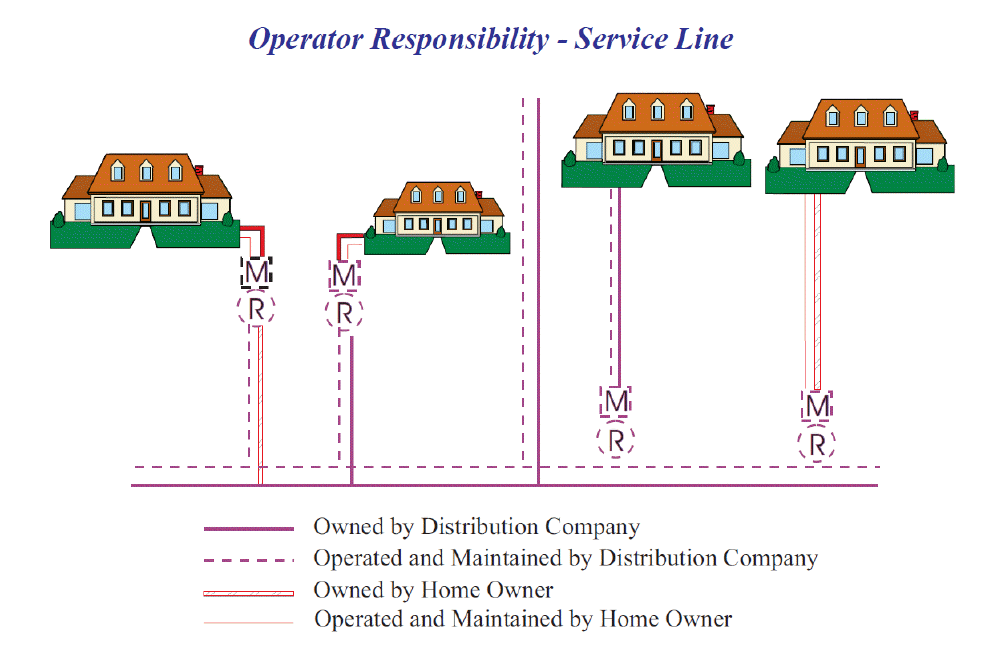 Operator Responsibility - Service Line
M
R
M
R
M
R
M
R
Owned by Distribution Company
Operated and Maintained by Distribution Company
Owned by Home Owner
Operated and Maintained by Home Owner